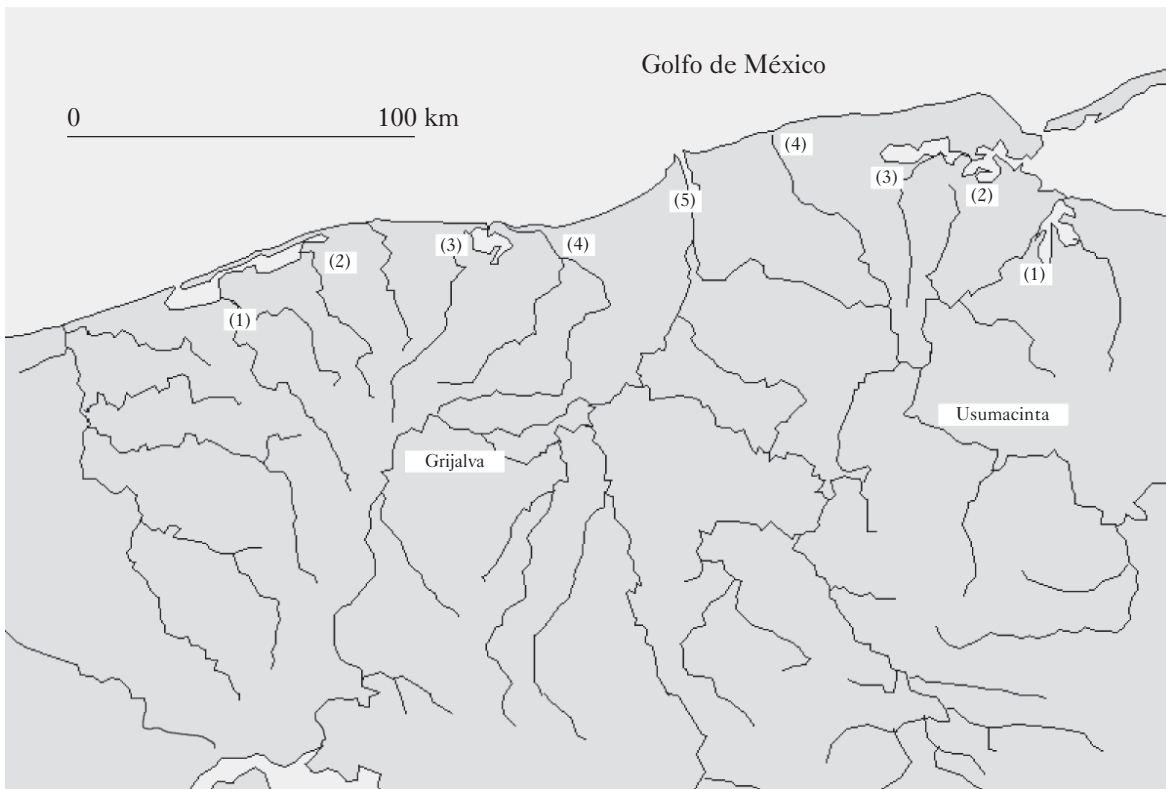 Golfo de México
0 100 km
(4)
(3)
(2)
(5)
(1)
(2)
(3)
(4)
(1)
Usumacinta
Grijalva